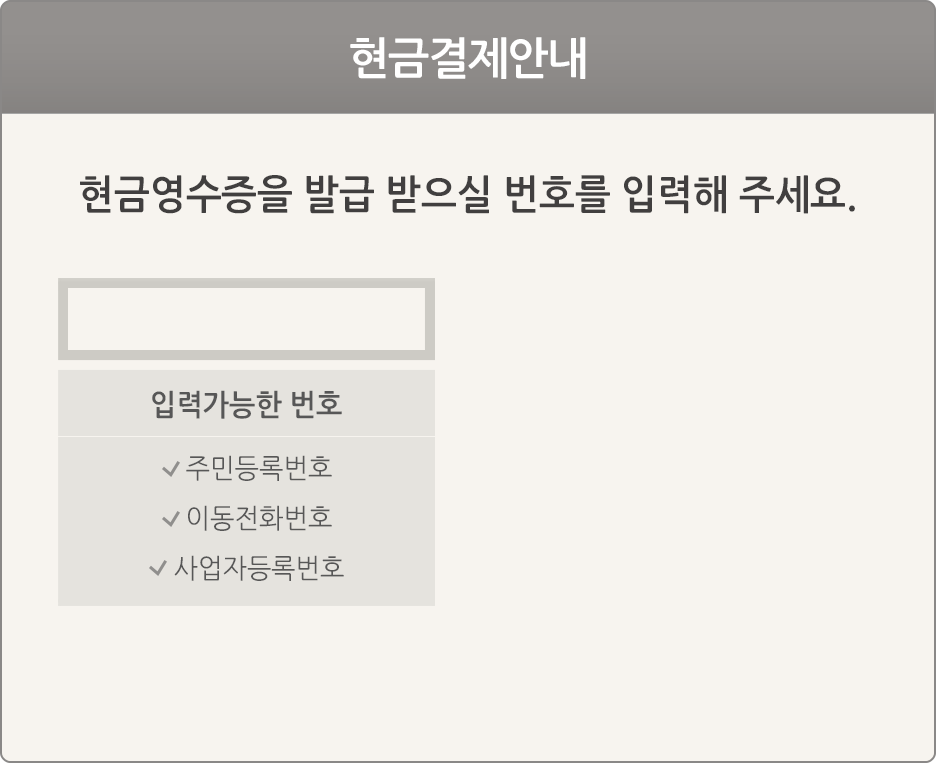 현금결제안내
현금영수증을 발급 받으실 번호를 입력해 주세요.
입력가능한 번호
주민등록번호
이동전화번호
사업자등록번호